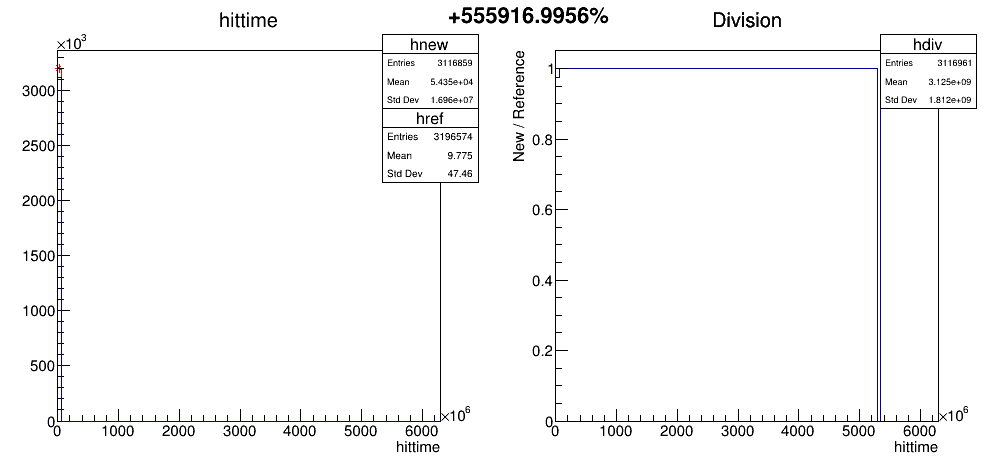 +555916.9956%
hittime
×10³
hnew
Entries 3116859
Mean 5.435e+04
Std Dev 1.696e+07
href
Entries 3196574
Mean 9.775
Std Dev 47.46
3000
2500
2000
1500
1000
500
0
0 1000 2000 3000 4000 5000 6000 ×10⁶
hittime
Division
hdiv
Entries 3116961
Mean 3.125e+09
Std Dev 1.812e+09
New / Reference
1
0.8
0.6
0.4
0.2
0
0 1000 2000 3000 4000 5000 6000 ×10⁶
hittime